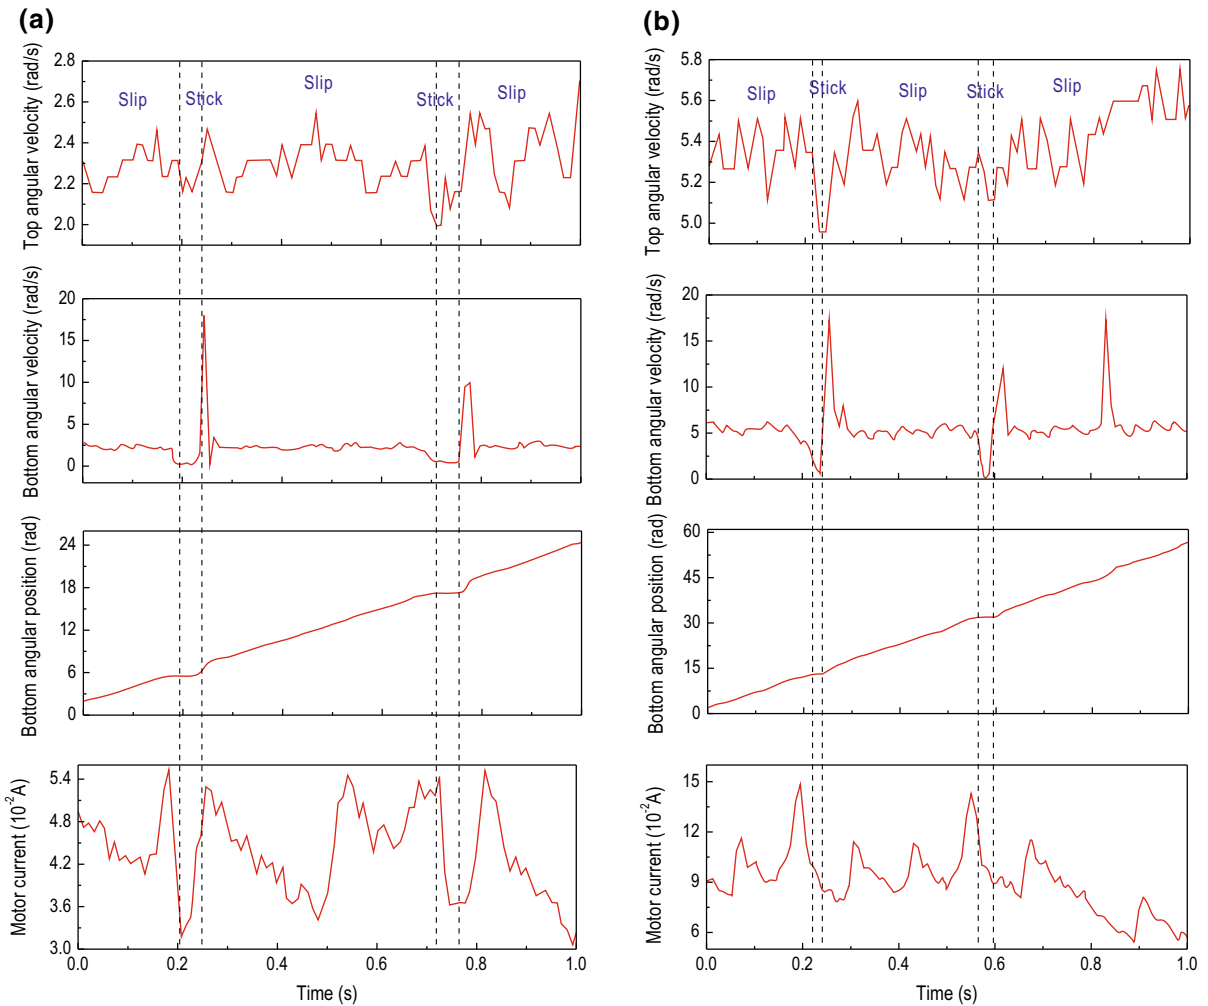 (a)
Top angular velocity (rad/s)
2.8
2.6
2.4
2.2
2.0
Slip
Stick
Slip
Stick
Slip
Bottom angular velocity (rad/s)
20
15
10
5
0
Bottom angular position (rad)
24
18
12
6
0
Motor current (10⁻²A)
5.4
4.8
4.2
3.6
3.0
0.0 0.2 0.4 0.6 0.8 1.0
Time (s)
(b)
Top angular velocity (rad/s)
5.8
5.6
5.4
5.2
5.0
Slip
Stick
Slip
Stick
Slip
Bottom angular velocity (rad/s)
20
15
10
5
0
Bottom angular position (rad)
60
45
30
15
0
Motor current (10⁻²A)
15
12
9
6
0.0 0.2 0.4 0.6 0.8 1.0
Time (s)